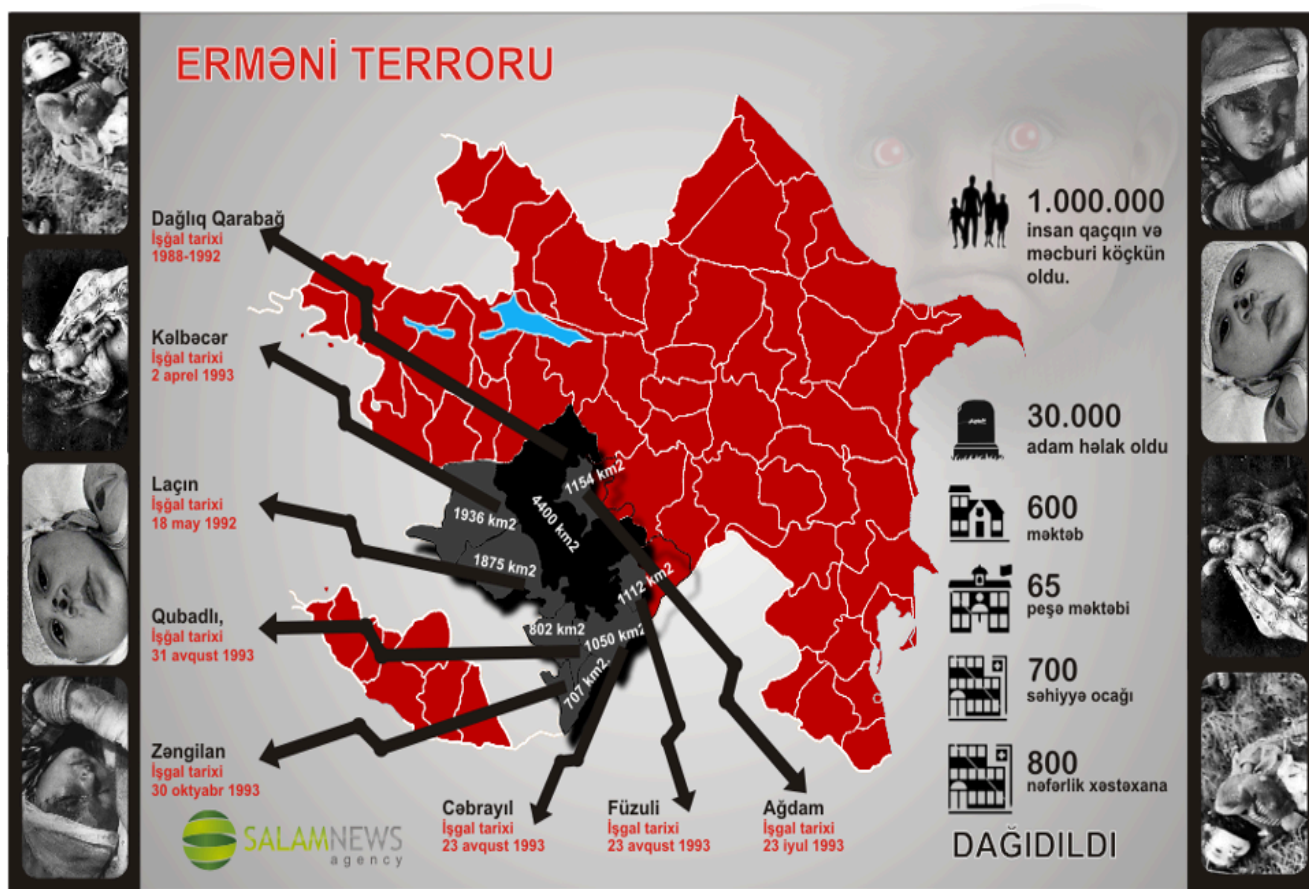 ERMƏNİ TERRORU
Dağlıq Qarabağ
İşğal tarixi
1988-1992
Kəlbəcər
İşğal tarixi
2 aprel 1993
Laçın
İşğal tarixi
18 may 1992
Qubadlı,
İşğal tarixi
31 avqust 1993
Zəngilan
İşgal tarixi
30 oktyabr 1993
Cəbrayıl
İşgal tarixi
23 avqust 1993
Füzuli
İşgal tarixi
23 avqust 1993
Ağdam
İşgal tarixi
23 iyul 1993
1154 km2
4400 km2
1936 km2
1875 km2
1112 km2
802 km2
1050 km2
707 km2,
1.000.000
insan qaçqın və
məcburi köçkün
oldu.
30.000
adam həlak oldu
600
məktəb
65
peşə məktəbi
700
səhiyyə ocağı
800
nəfərlik xəstəxana
DAĞIDILDI
SALAMNEWS
agency